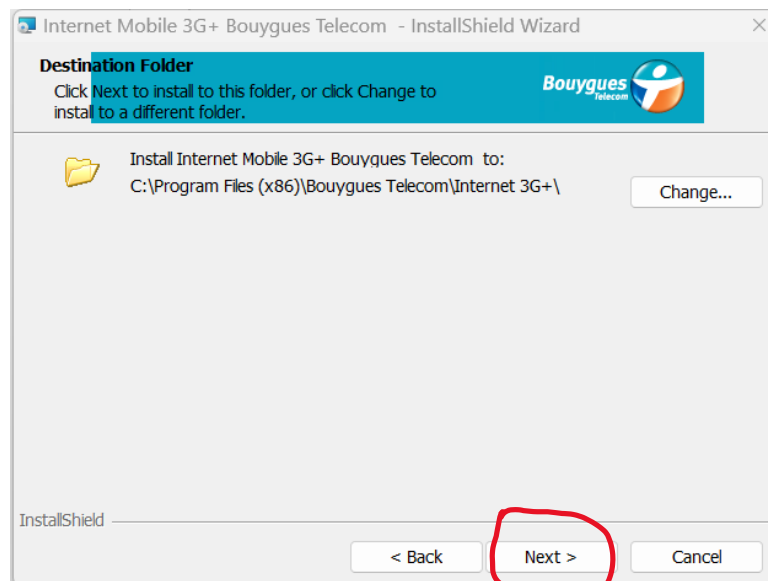 Internet Mobile 3G+ Bouygues Telecom - InstallShield Wizard
Destination Folder
Click Next to install to this folder, or click Change to
install to a different folder.
Bouygues
Telecom
Install Internet Mobile 3G+ Bouygues Telecom to:
C:\Program Files (x86)\Bouygues Telecom\Internet 3G+\
Change...
InstallShield
< Back
Next >
Cancel